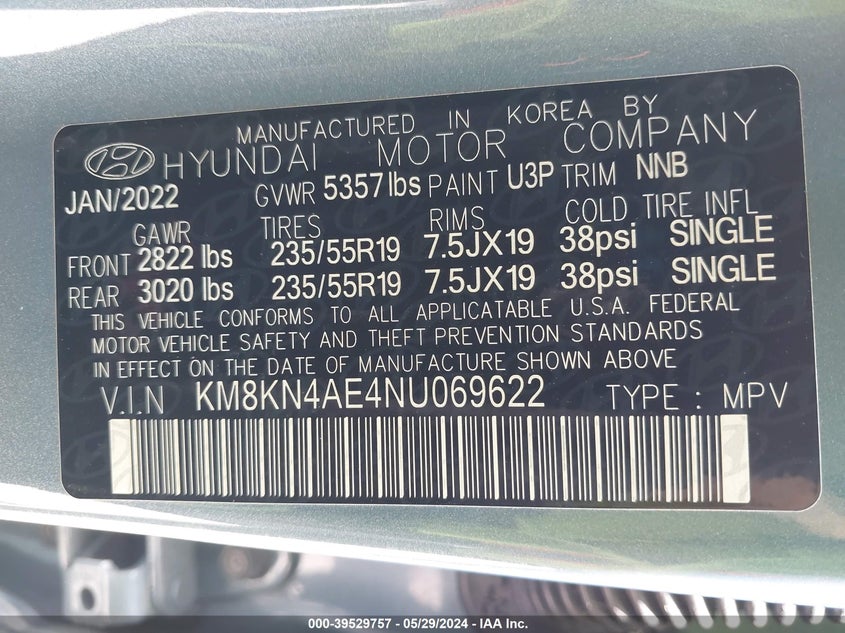 MANUFACTURED IN KOREA BY
HYUNDAI MOTOR COMPANY
JAN/2022 GVWR 5357 lbs PAINT U3P TRIM NNB
GAWR TIRES RIMS COLD TIRE INFL
FRONT 2822 lbs 235/55R19 7.5JX19 38psi SINGLE
REAR 3020 lbs 235/55R19 7.5JX19 38psi SINGLE
THIS VEHICLE CONFORMS TO ALL APPLICATABLE U.S.A. FEDERAL
MOTOR VEHICLE SAFETY AND THEFT PREVENTION STANDARDS
IN EFFECT ON THE DATE OF MANUFACTURE SHOWN ABOVE
V.I.N KM8KN4AE4NU069622 TYPE : MPV
000-39529757 - 05/29/2024 - IAA Inc.